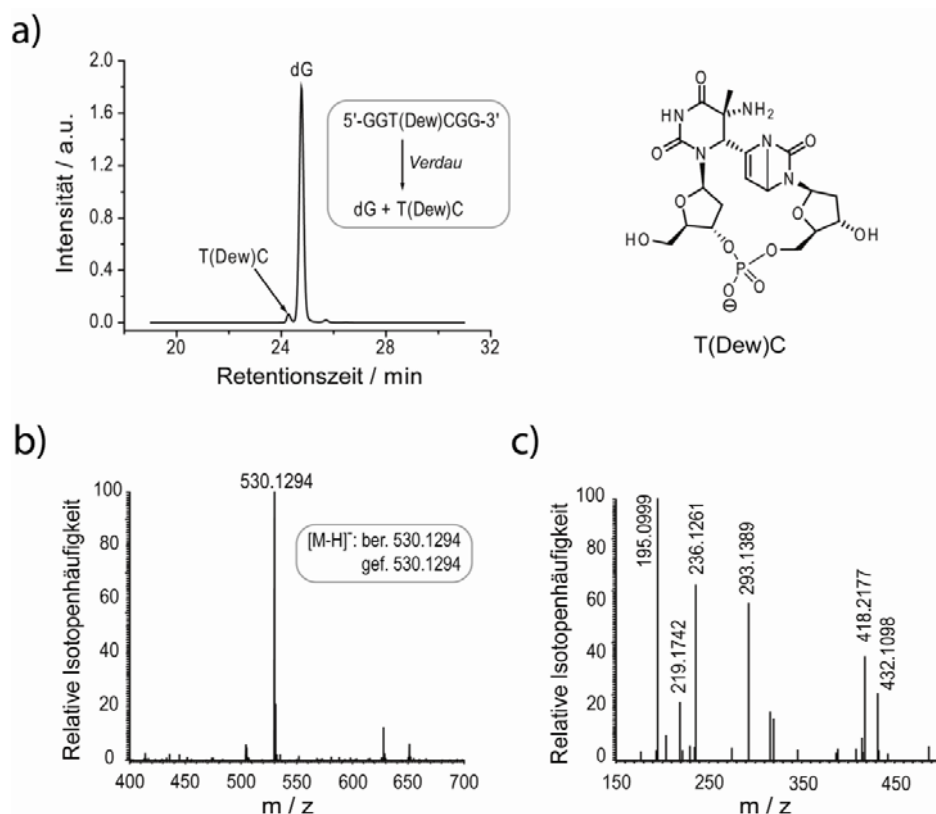 a)
Intensität / a.u.
2.0
1.6
1.2
0.8
0.4
0.0
20
24
28
32
Retentionszeit / min
dG
T(Dew)C
5'-GGT(Dew)CGG-3'
Verdau
dG + T(Dew)C
O
NH2
HN
N
O
O
N
N
O
O
HO
O
OH
O
P
O
O
⊖
T(Dew)C
b)
Relative Isotopenhäufigkeit
100
80
60
40
20
0
400
450
500
550
600
650
700
m / z
530.1294
[M-H]⁻: ber. 530.1294
gef. 530.1294
c)
Relative Isotopenhäufigkeit
100
80
60
40
20
0
150
250
350
450
m / z
195.0999
219.1742
236.1261
293.1389
418.2177
432.1098